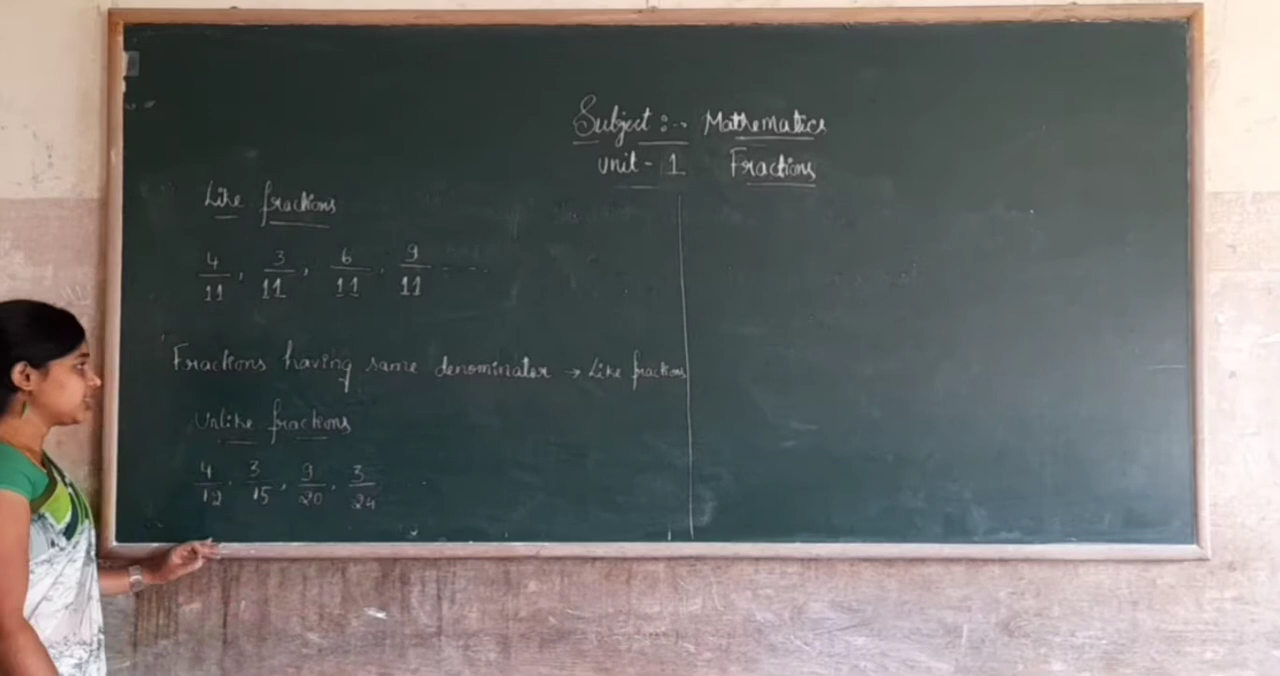 Subject :- Mathematics
Unit - 1 Fractions
Like fractions
4/11, 3/11, 6/11, 9/11 ....
Fractions having same denominator → Like fractions
Unlike fractions
4/12, 3/15, 9/20, 3/24 ...